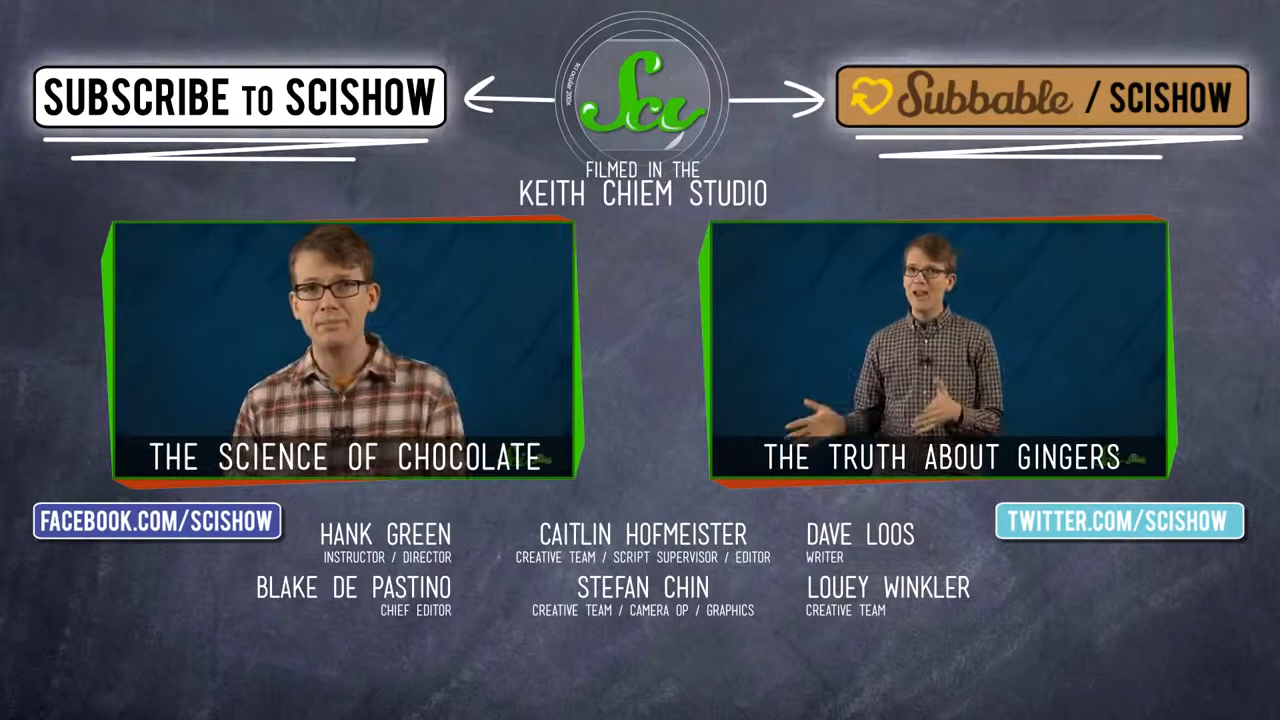 SUBSCRIBE TO SCISHOW
Sci
Subbable / SCISHOW
FILMED IN THE
KEITH CHIEM STUDIO
THE SCIENCE OF CHOCOLATE
THE TRUTH ABOUT GINGERS
FACEBOOK.COM/SCISHOW
TWITTER.COM/SCISHOW
HANK GREEN
INSTRUCTOR / DIRECTOR
CAITLIN HOFMEISTER
CREATIVE TEAM / SCRIPT SUPERVISOR / EDITOR
DAVE LOOS
WRITER
BLAKE DE PASTINO
CHIEF EDITOR
STEFAN CHIN
CREATIVE TEAM / CAMERA OP / GRAPHICS
LOUEY WINKLER
CREATIVE TEAM